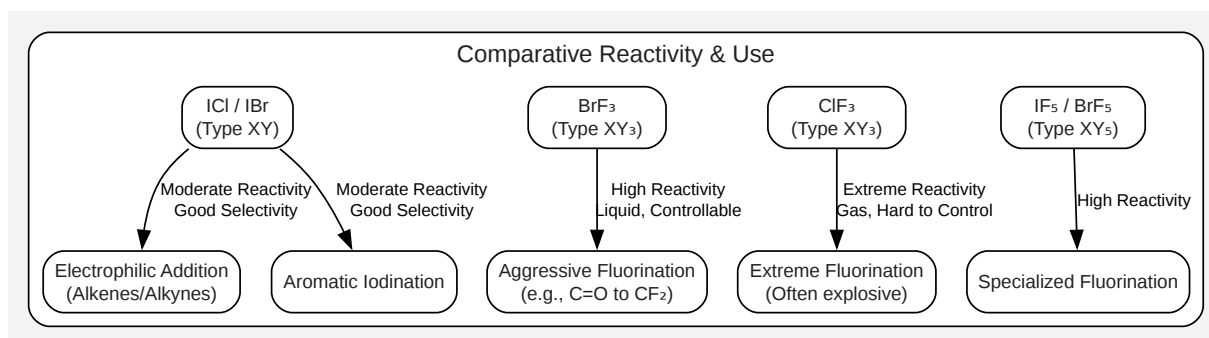 Comparative Reactivity & Use
ICl / IBr
(Type XY)
BrF₃
(Type XY₃)
ClF₃
(Type XY₃)
IF₅ / BrF₅
(Type XY₅)
Moderate Reactivity
Good Selectivity
Moderate Reactivity
Good Selectivity
High Reactivity
Liquid, Controllable
Extreme Reactivity
Gas, Hard to Control
High Reactivity
Electrophilic Addition
(Alkenes/Alkynes)
Aromatic Iodination
Aggressive Fluorination
(e.g., C=O to CF₂)
Extreme Fluorination
(Often explosive)
Specialized Fluorination